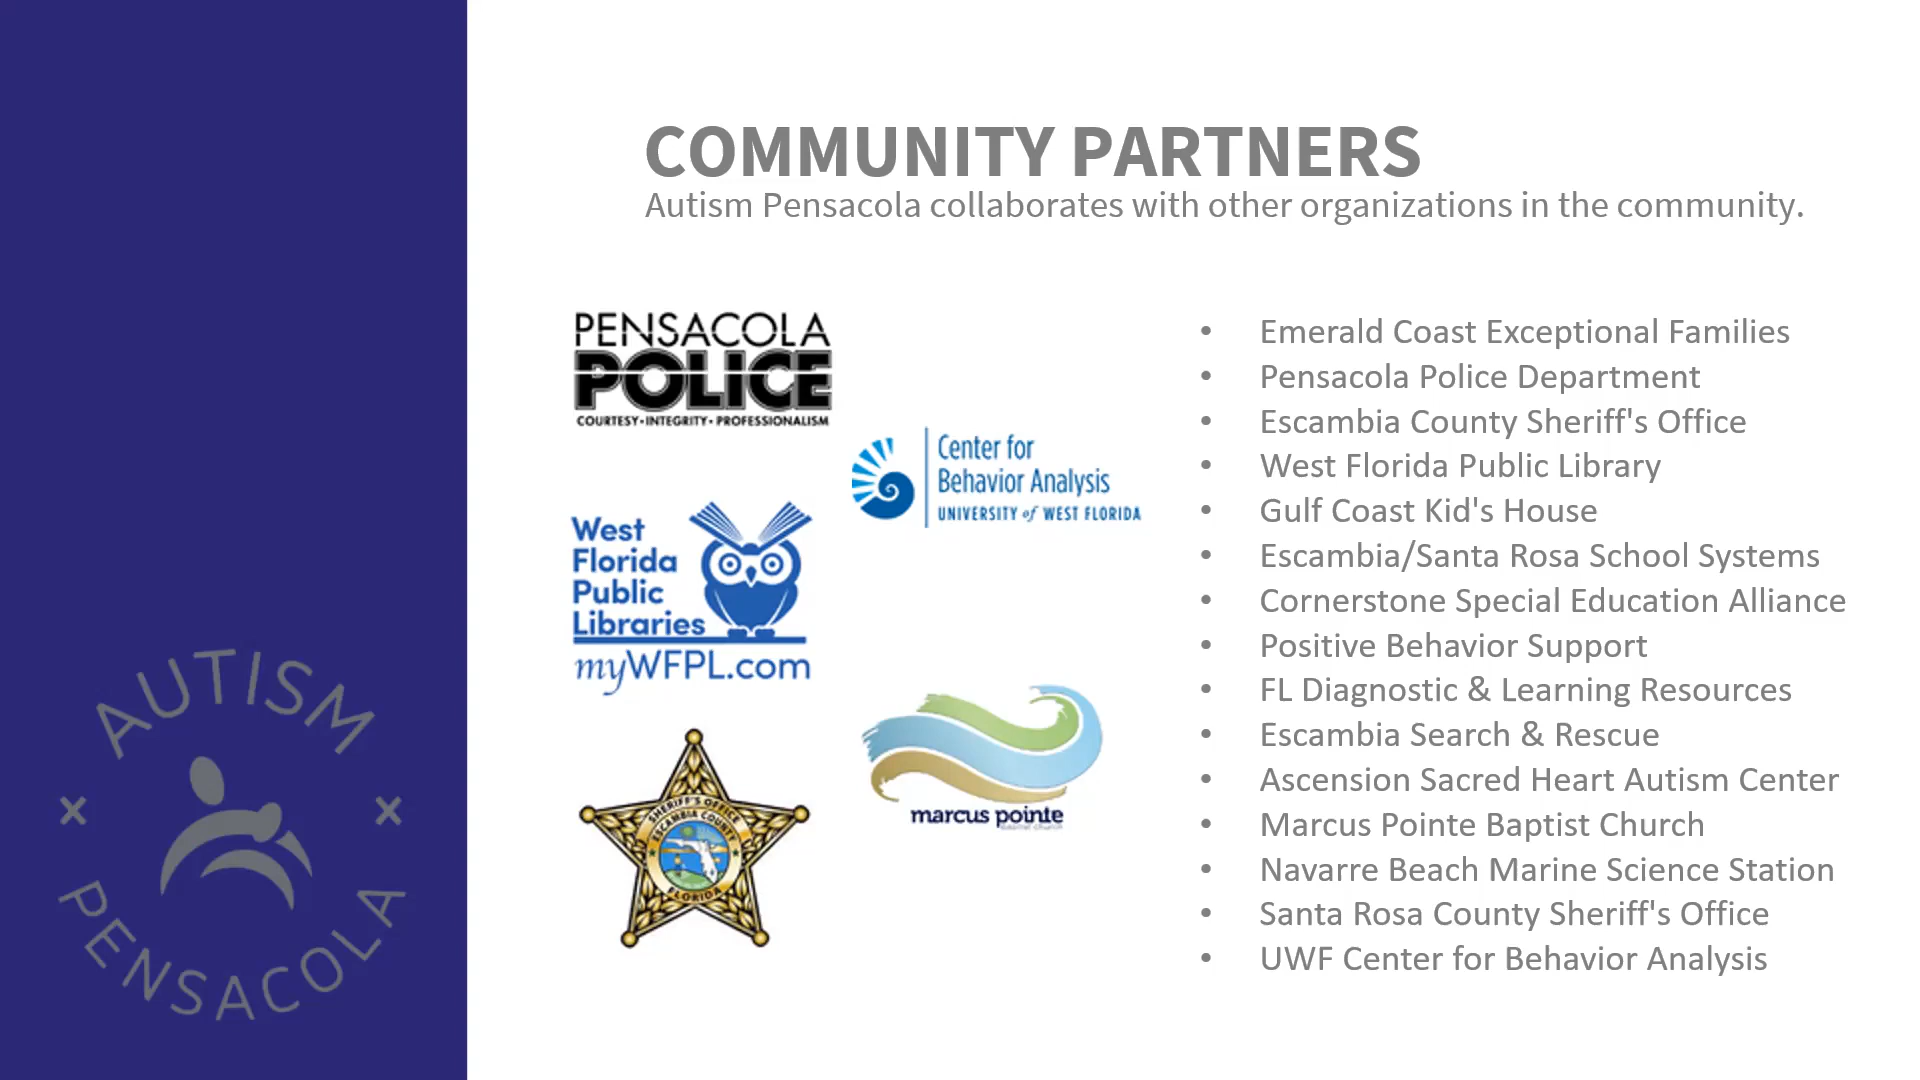 COMMUNITY PARTNERS
Autism Pensacola collaborates with other organizations in the community.
PENSACOLA
POLICE
COURTESY • INTEGRITY • PROFESSIONALISM
Center for
Behavior Analysis
UNIVERSITY of WEST FLORIDA
West
Florida
Public
Libraries
myWFPL.com
marcus pointe
baptist church
SHERIFF'S OFFICE
ESCAMBIA COUNTY
FLORIDA
• Emerald Coast Exceptional Families
• Pensacola Police Department
• Escambia County Sheriff's Office
• West Florida Public Library
• Gulf Coast Kid's House
• Escambia/Santa Rosa School Systems
• Cornerstone Special Education Alliance
• Positive Behavior Support
• FL Diagnostic & Learning Resources
• Escambia Search & Rescue
• Ascension Sacred Heart Autism Center
• Marcus Pointe Baptist Church
• Navarre Beach Marine Science Station
• Santa Rosa County Sheriff's Office
• UWF Center for Behavior Analysis
AUTISM
PENSACOLA